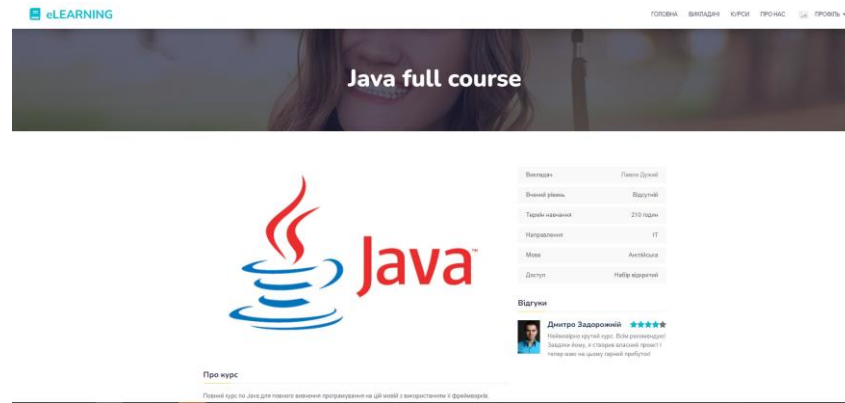 eLEARNING
ГОЛОВНА ВИКЛАДАЧІ КУРСИ ПРО НАС ПРОФІЛЬ
Java full course
Java
Викладач Павло Дужий
Вчений рівень Відсутній
Термін навчання 210 годин
Направлення IT
Мова Англійська
Доступ Набір відкритий
Відгуки
Дмитро Задорожній
Неймовірно крутий курс. Всім рекомендую!
Завдяки йому, я створив власний проект і
тепер маю на цьому гарний прибуток!
Про курс
Повний курс по Java для повного вивчення програмування на цій мовій з використанням її фреймворків.